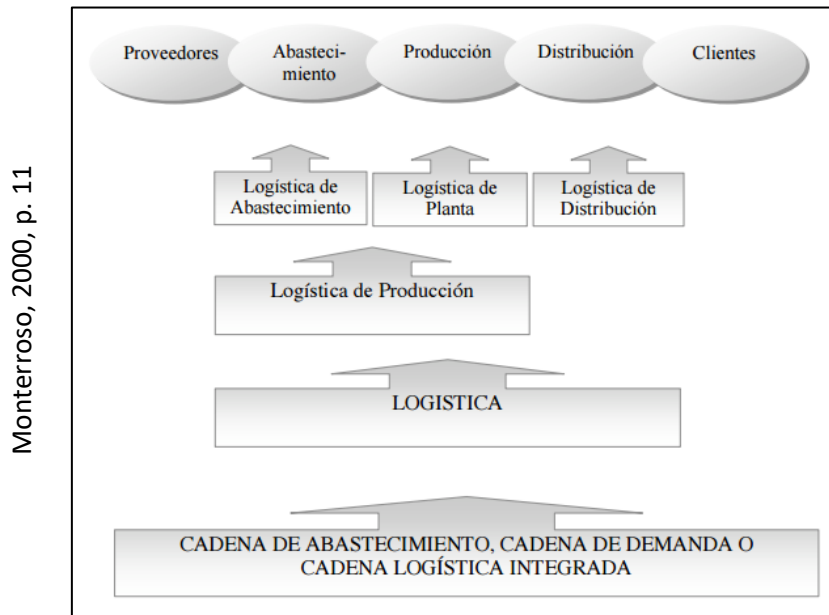 Monterroso, 2000, p. 11
Proveedores
Abasteci-
miento
Producción
Distribución
Clientes
Logística de
Abastecimiento
Logística de
Planta
Logística de
Distribución
Logística de Producción
LOGISTICA
CADENA DE ABASTECIMIENTO, CADENA DE DEMANDA O
CADENA LOGÍSTICA INTEGRADA